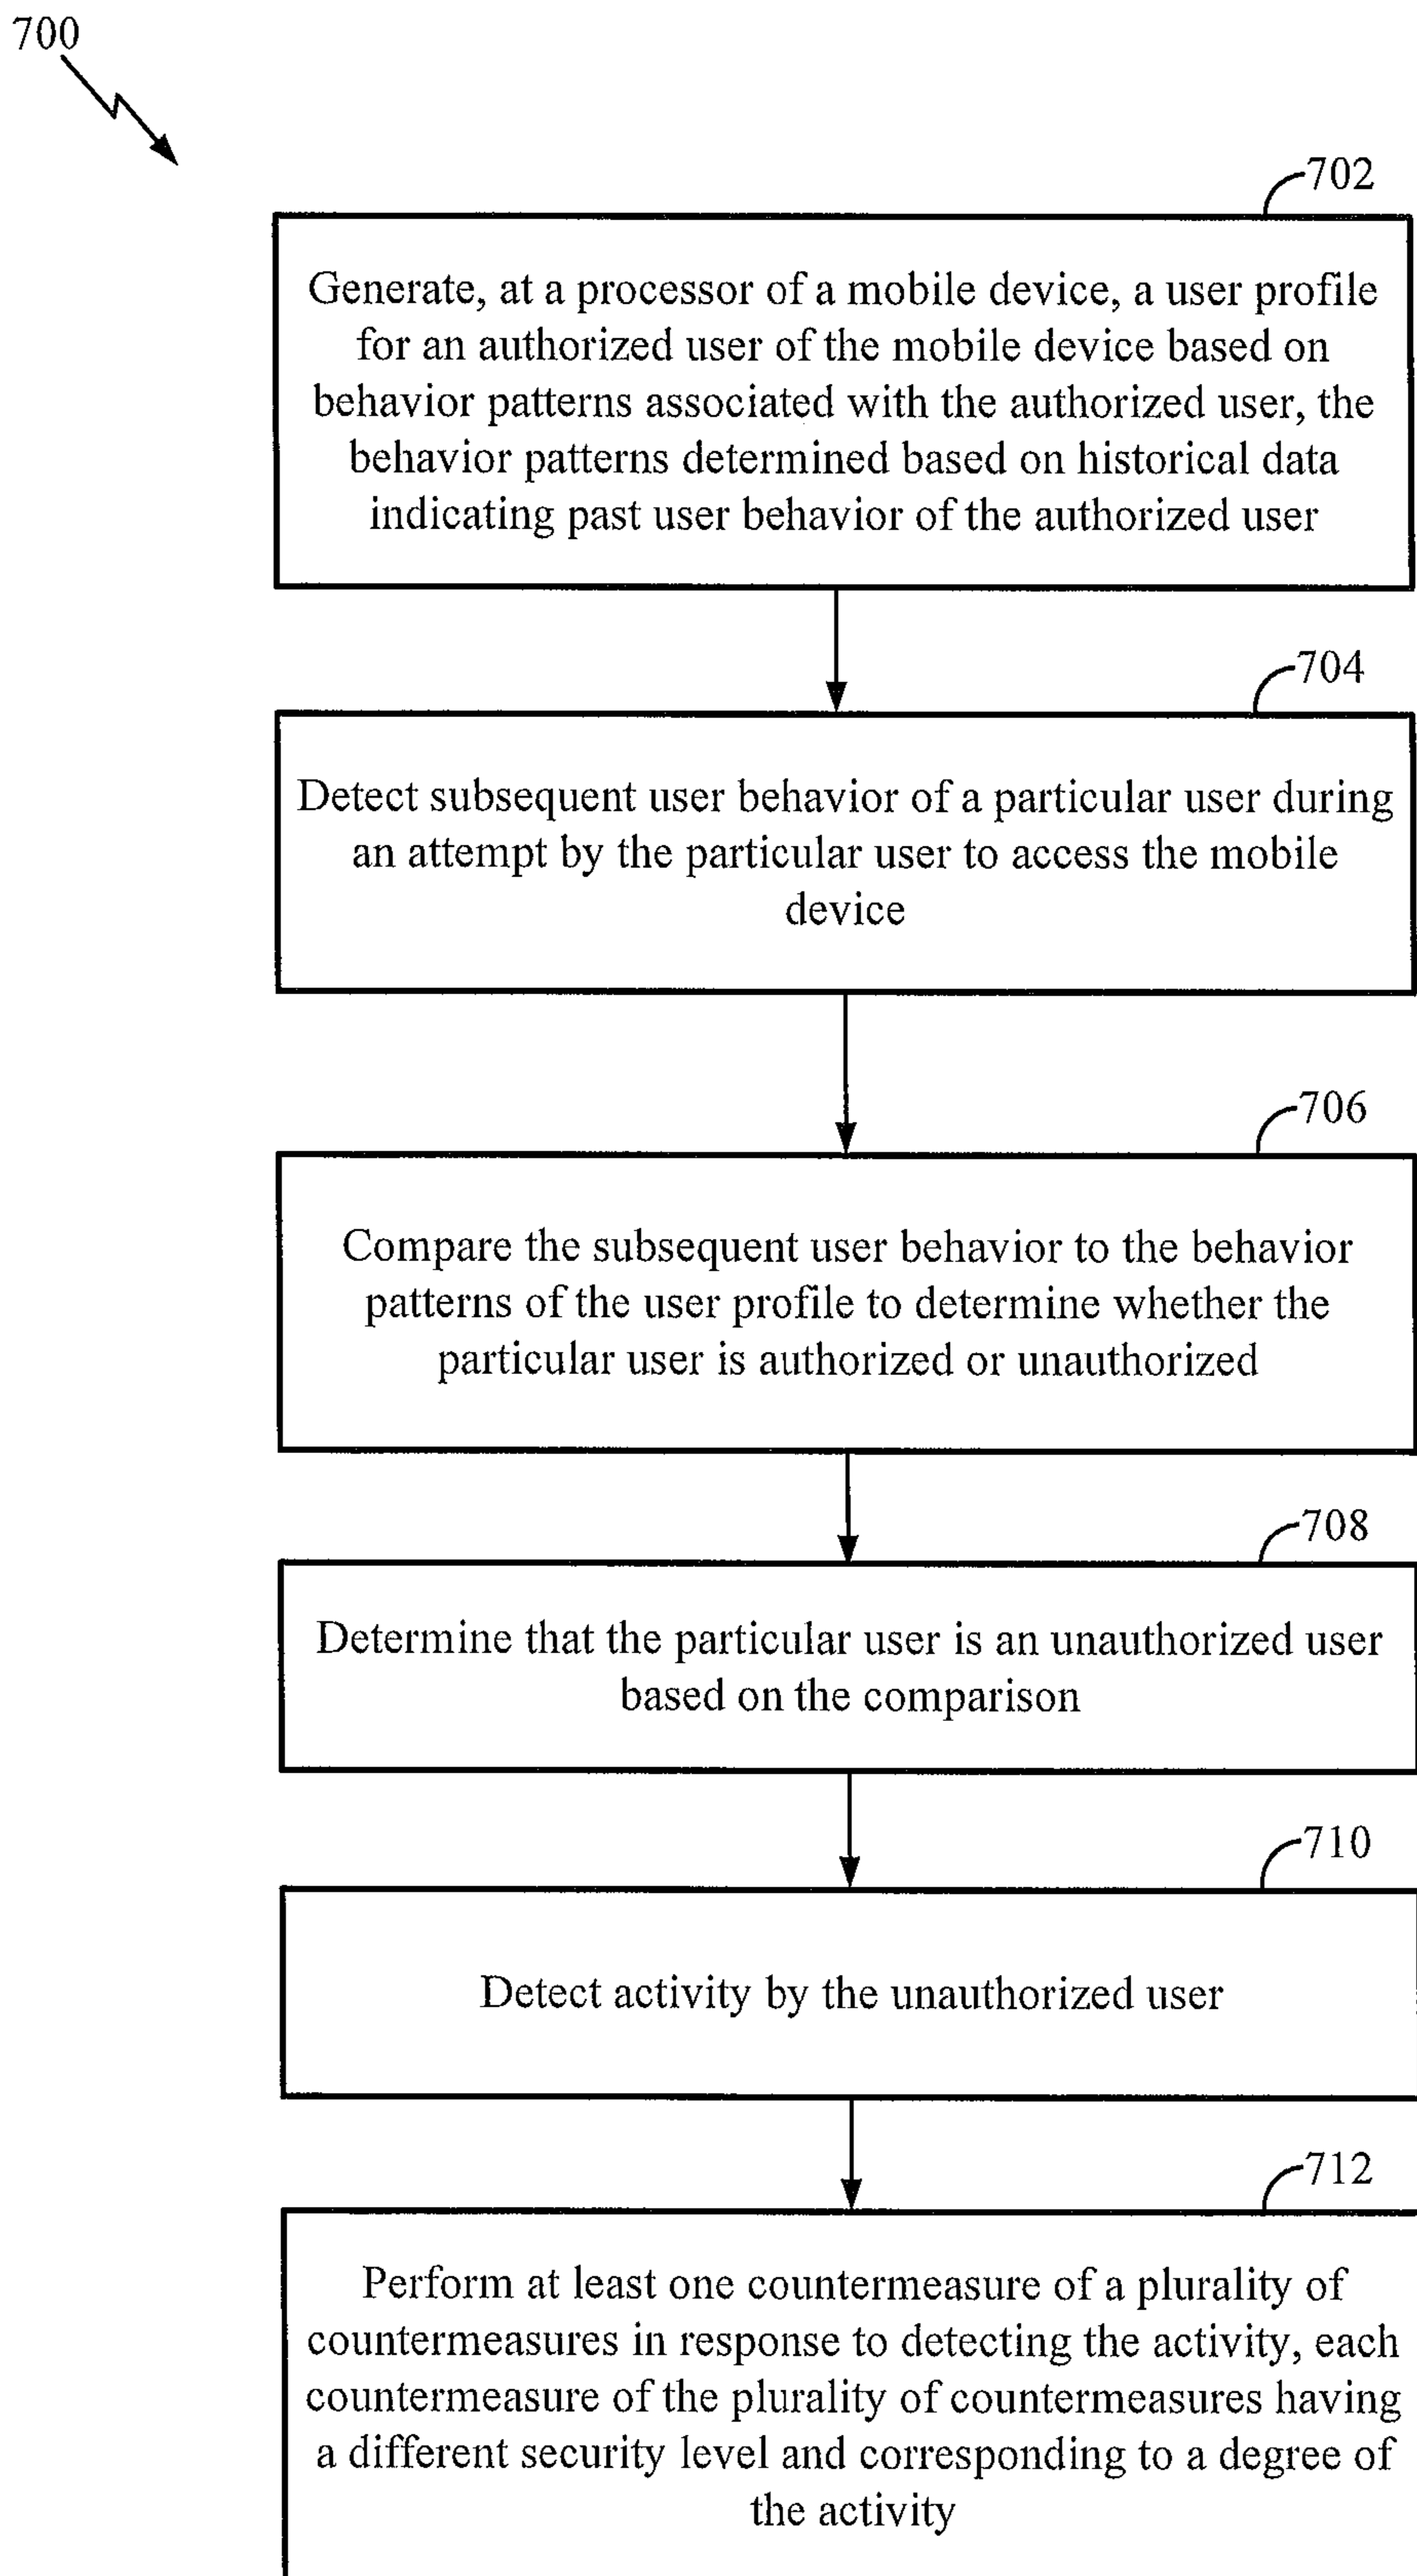 700
702
Generate, at a processor of a mobile device, a user profile
for an authorized user of the mobile device based on
behavior patterns associated with the authorized user, the
behavior patterns determined based on historical data
indicating past user behavior of the authorized user
704
Detect subsequent user behavior of a particular user during
an attempt by the particular user to access the mobile
device
706
Compare the subsequent user behavior to the behavior
patterns of the user profile to determine whether the
particular user is authorized or unauthorized
708
Determine that the particular user is an unauthorized user
based on the comparison
710
Detect activity by the unauthorized user
712
Perform at least one countermeasure of a plurality of
countermeasures in response to detecting the activity, each
countermeasure of the plurality of countermeasures having
a different security level and corresponding to a degree of
the activity